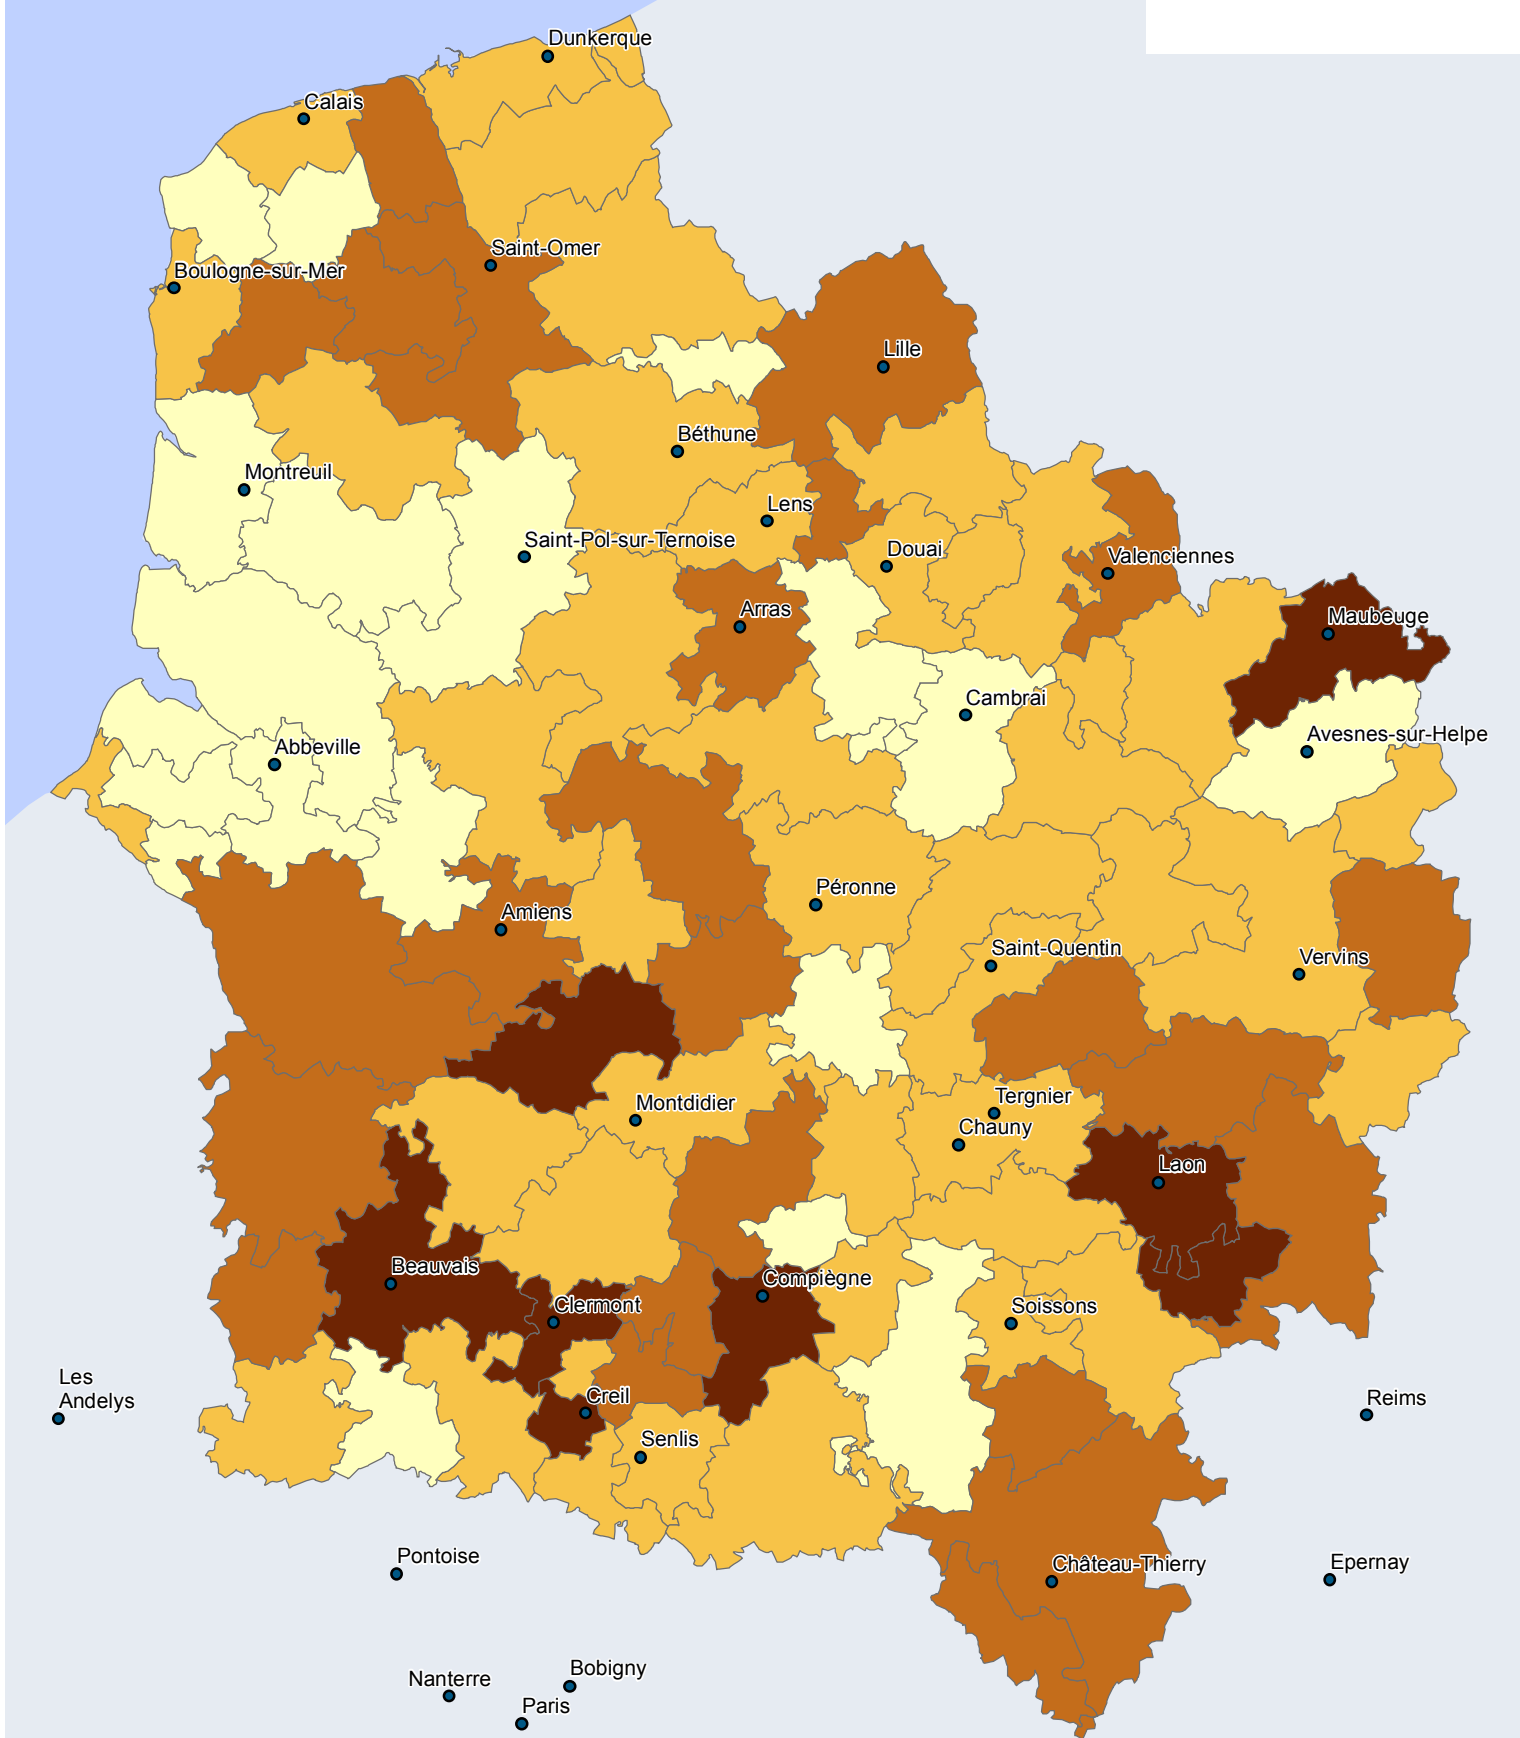 Dunkerque
Calais
Saint-Omer
Boulogne-sur-Mer
Lille
Béthune
Montreuil
Lens
Saint-Pol-sur-Ternoise
Douai
Valenciennes
Arras
Maubeuge
Cambrai
Avesnes-sur-Helpe
Abbeville
Péronne
Amiens
Saint-Quentin
Vervins
Tergnier
Montdidier
Chauny
Laon
Beauvais
Compiègne
Clermont
Soissons
Les
Andelys
Creil
Reims
Senlis
Pontoise
Château-Thierry
Epernay
Bobigny
Nanterre
Paris